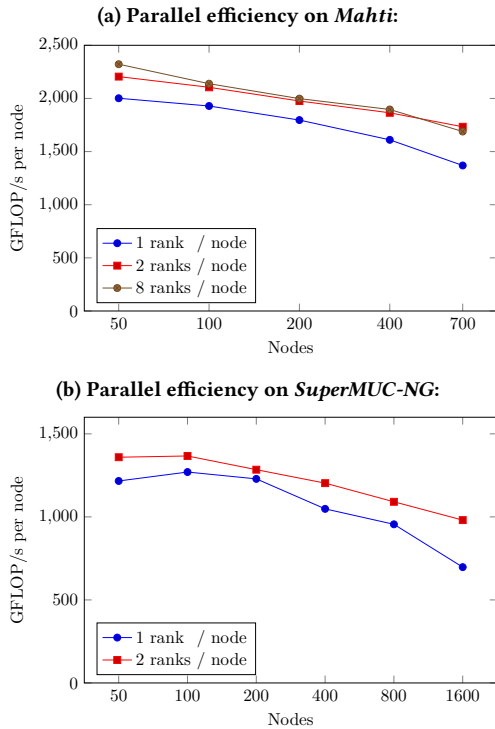 (a) Parallel efficiency on Mahti:
2,500
2,000
1,500
1,000
500
0
GFLOP/s per node
1 rank / node
2 ranks / node
8 ranks / node
50 100 200 400 700
Nodes
(b) Parallel efficiency on SuperMUC-NG:
1,500
1,000
500
0
GFLOP/s per node
1 rank / node
2 ranks / node
50 100 200 400 800 1600
Nodes